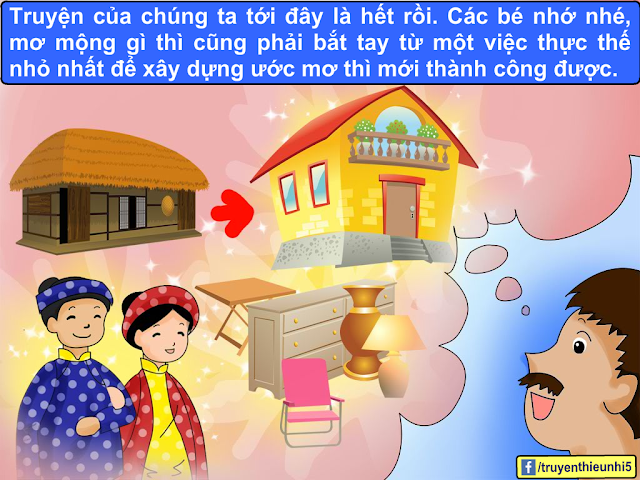 Truyện của chúng ta tới đây là hết rồi. Các bé nhớ nhé,
mơ mộng gì thì cũng phải bắt tay từ một việc thực thế
nhỏ nhất để xây dựng ước mơ thì mới thành công được.
f /truyenthieunhi5